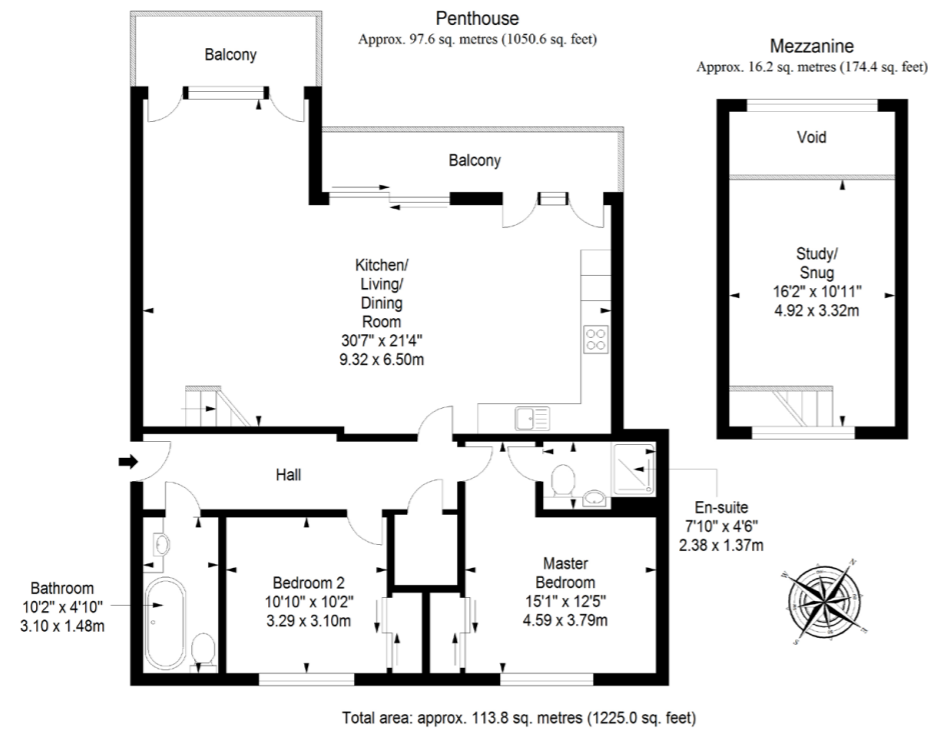 Penthouse
Approx. 97.6 sq. metres (1050.6 sq. feet)
Mezzanine
Approx. 16.2 sq. metres (174.4 sq. feet)
Balcony
Balcony
Void
Kitchen/
Living/
Dining
Room
30'7" x 21'4"
9.32 x 6.50m
Study/
Snug
16'2" x 10'11"
4.92 x 3.32m
Hall
En-suite
7'10" x 4'6"
2.38 x 1.37m
Bathroom
10'2" x 4'10"
3.10 x 1.48m
Bedroom 2
10'10" x 10'2"
3.29 x 3.10m
Master
Bedroom
15'1" x 12'5"
4.59 x 3.79m
N
W
E
S
Total area: approx. 113.8 sq. metres (1225.0 sq. feet)